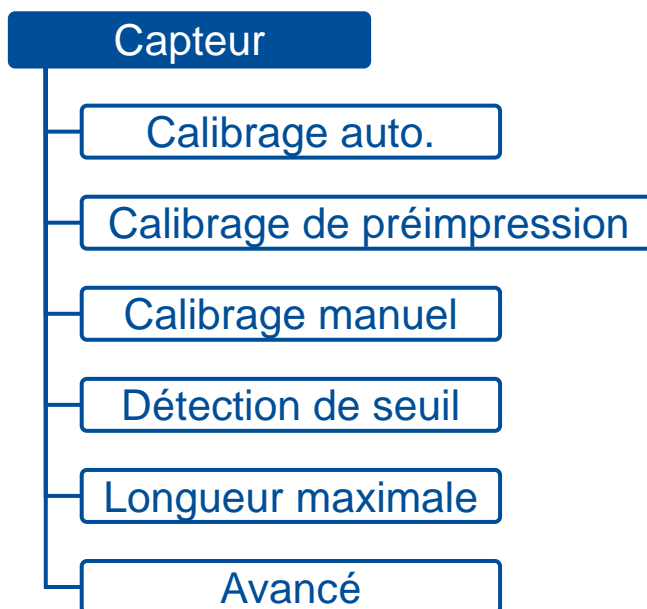 Capteur
Calibrage auto.
Calibrage de préimpression
Calibrage manuel
Détection de seuil
Longueur maximale
Avancé